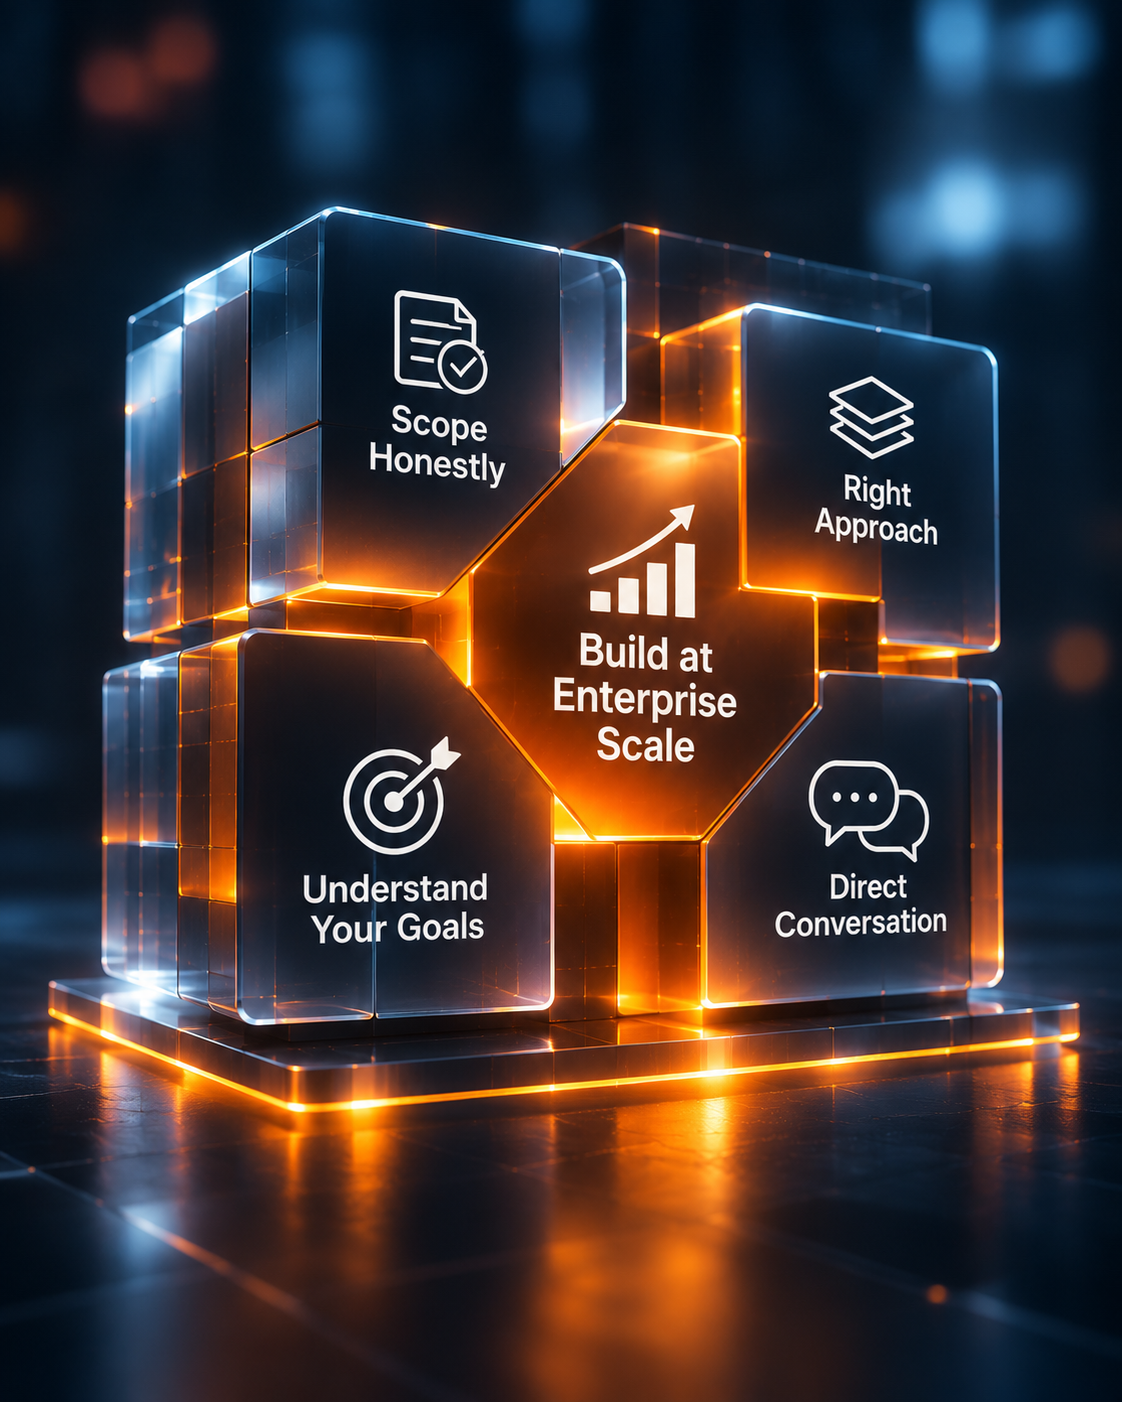 Scope
Honestly
Right
Approach
Build at
Enterprise
Scale
Understand
Your Goals
Direct
Conversation